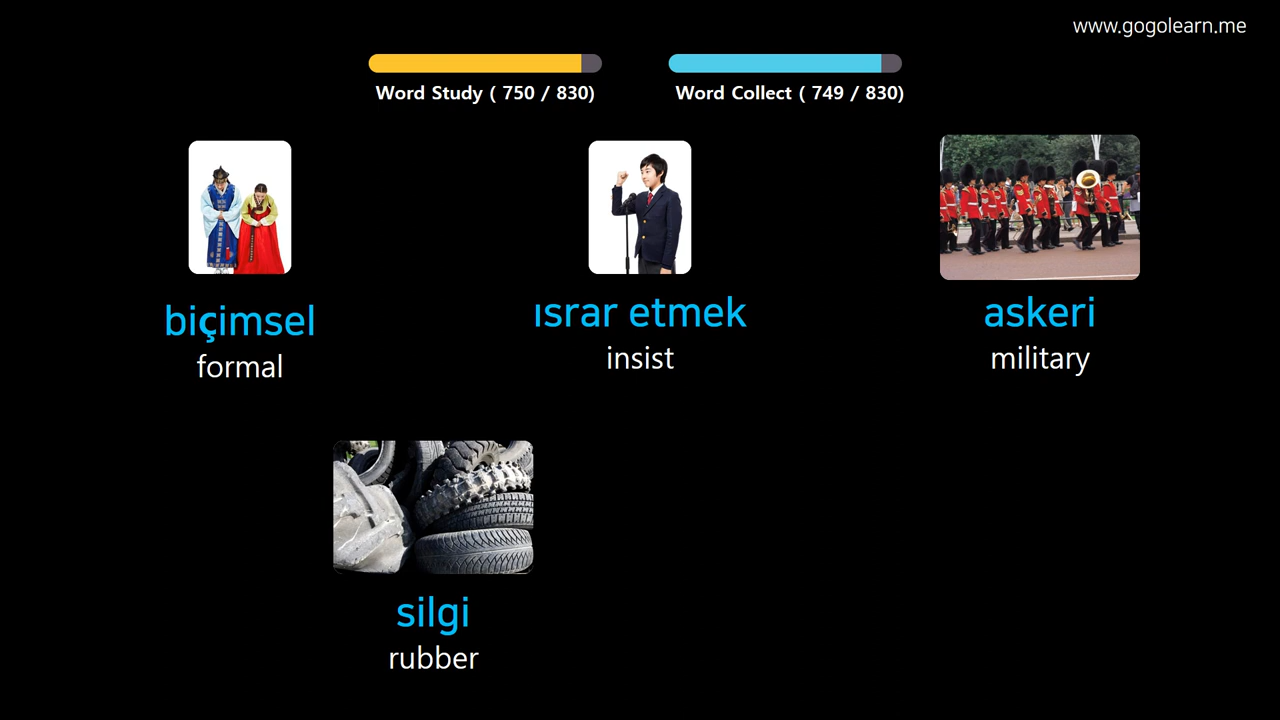 www.gogolearn.me
Word Study ( 750 / 830)
Word Collect ( 749 / 830)
biçimsel
formal
ısrar etmek
insist
askeri
military
silgi
rubber